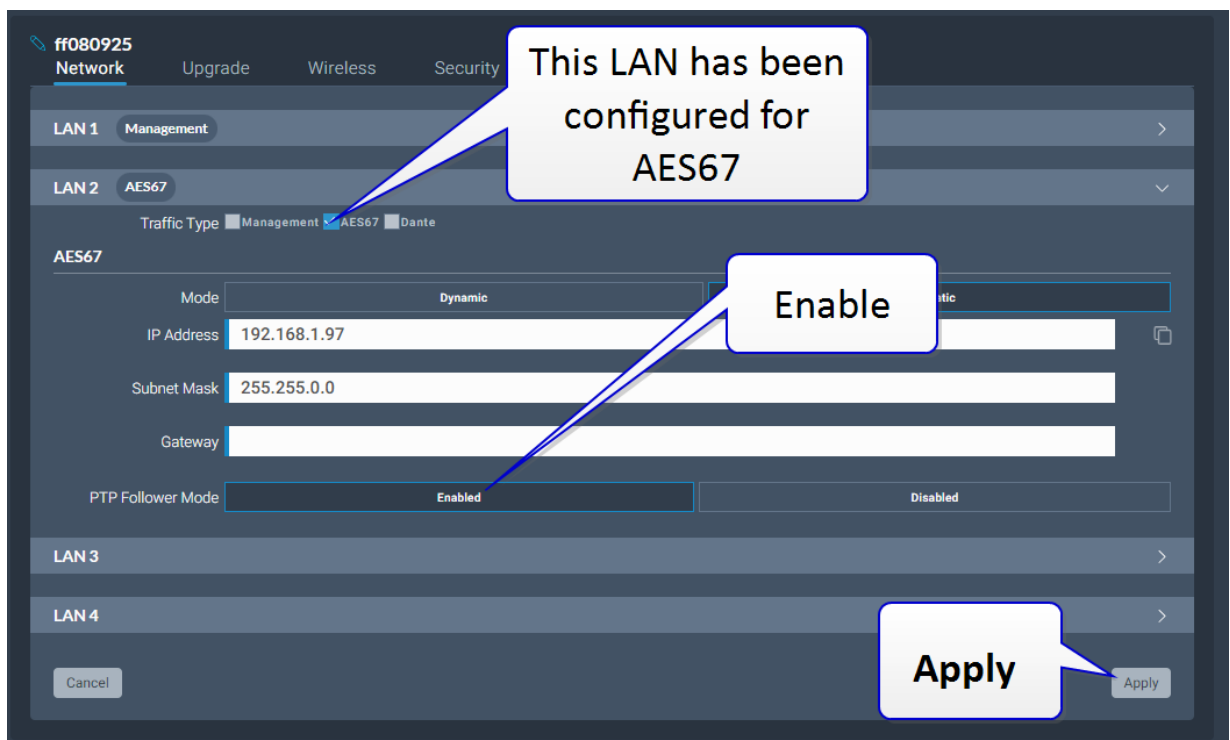 ff080925
Network Upgrade Wireless Security
This LAN has been
configured for
AES67
LAN 1 Management
LAN 2 AES67
Traffic Type Management AES67 Dante
AES67
Mode Dynamic
Enable
IP Address 192.168.1.97
Subnet Mask 255.255.0.0
Gateway
PTP Follower Mode Enabled Disabled
LAN 3
LAN 4
Apply
Cancel Apply